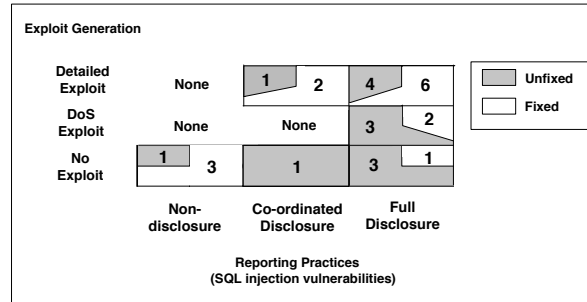 Exploit Generation
Detailed
Exploit
None
1
2
4
6
Unfixed
Fixed
DoS
Exploit
None
None
3
2
No
Exploit
1
3
1
3
1
Non-
disclosure
Co-ordinated
Disclosure
Full
Disclosure
Reporting Practices
(SQL injection vulnerabilities)